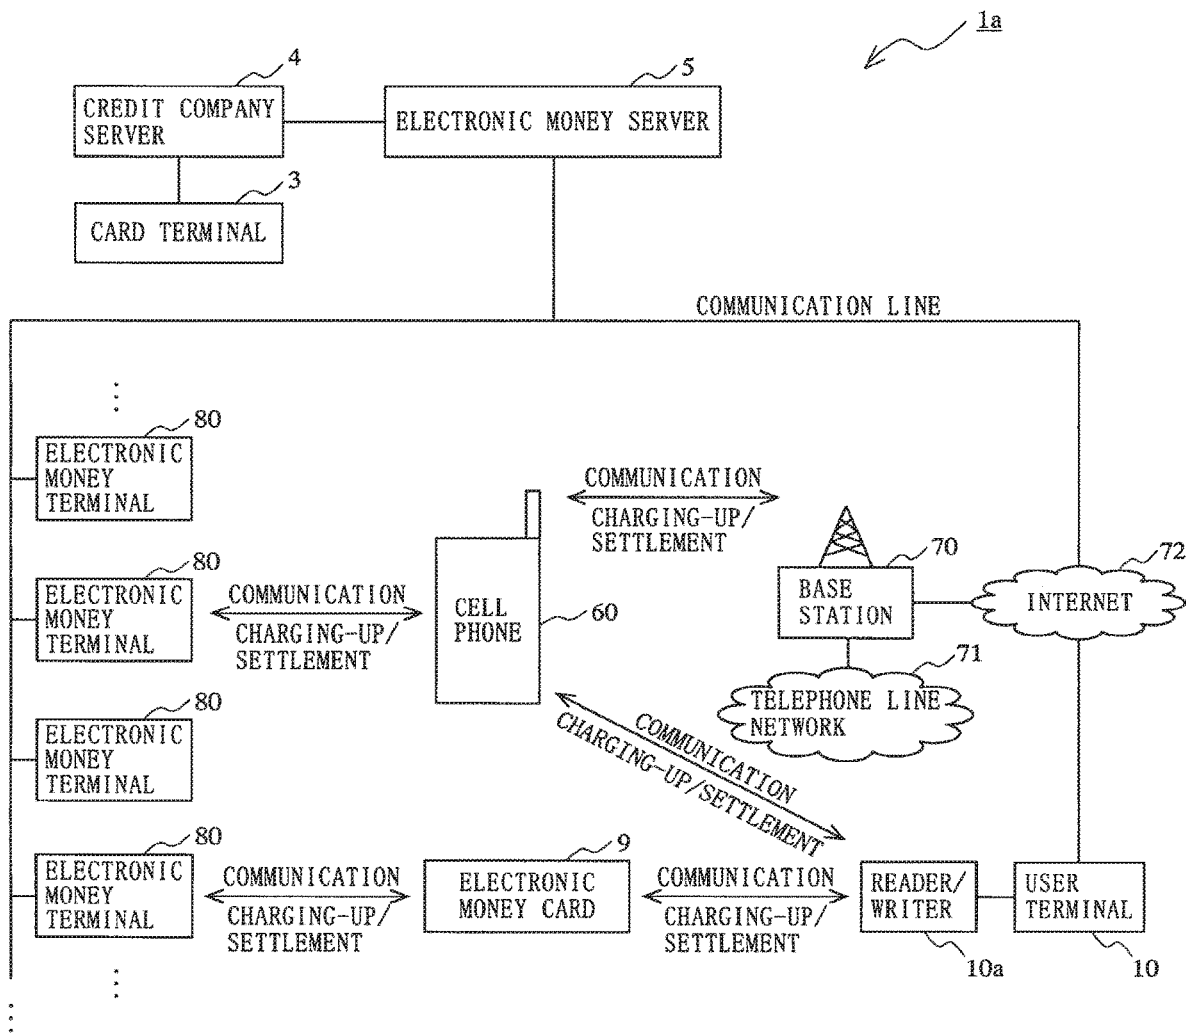 1a
4
5
CREDIT COMPANY
SERVER
ELECTRONIC MONEY SERVER
3
CARD TERMINAL
COMMUNICATION LINE
80
ELECTRONIC
MONEY
TERMINAL
COMMUNICATION
CHARGING-UP/
SETTLEMENT
70
72
80
ELECTRONIC
MONEY
TERMINAL
COMMUNICATION
CHARGING-UP/
SETTLEMENT
CELL
PHONE
60
BASE
STATION
INTERNET
71
TELEPHONE LINE
NETWORK
80
ELECTRONIC
MONEY
TERMINAL
COMMUNICATION
CHARGING-UP/SETTLEMENT
80
ELECTRONIC
MONEY
TERMINAL
COMMUNICATION
CHARGING-UP/
SETTLEMENT
9
ELECTRONIC
MONEY CARD
COMMUNICATION
CHARGING-UP/
SETTLEMENT
READER/
WRITER
10a
USER
TERMINAL
10